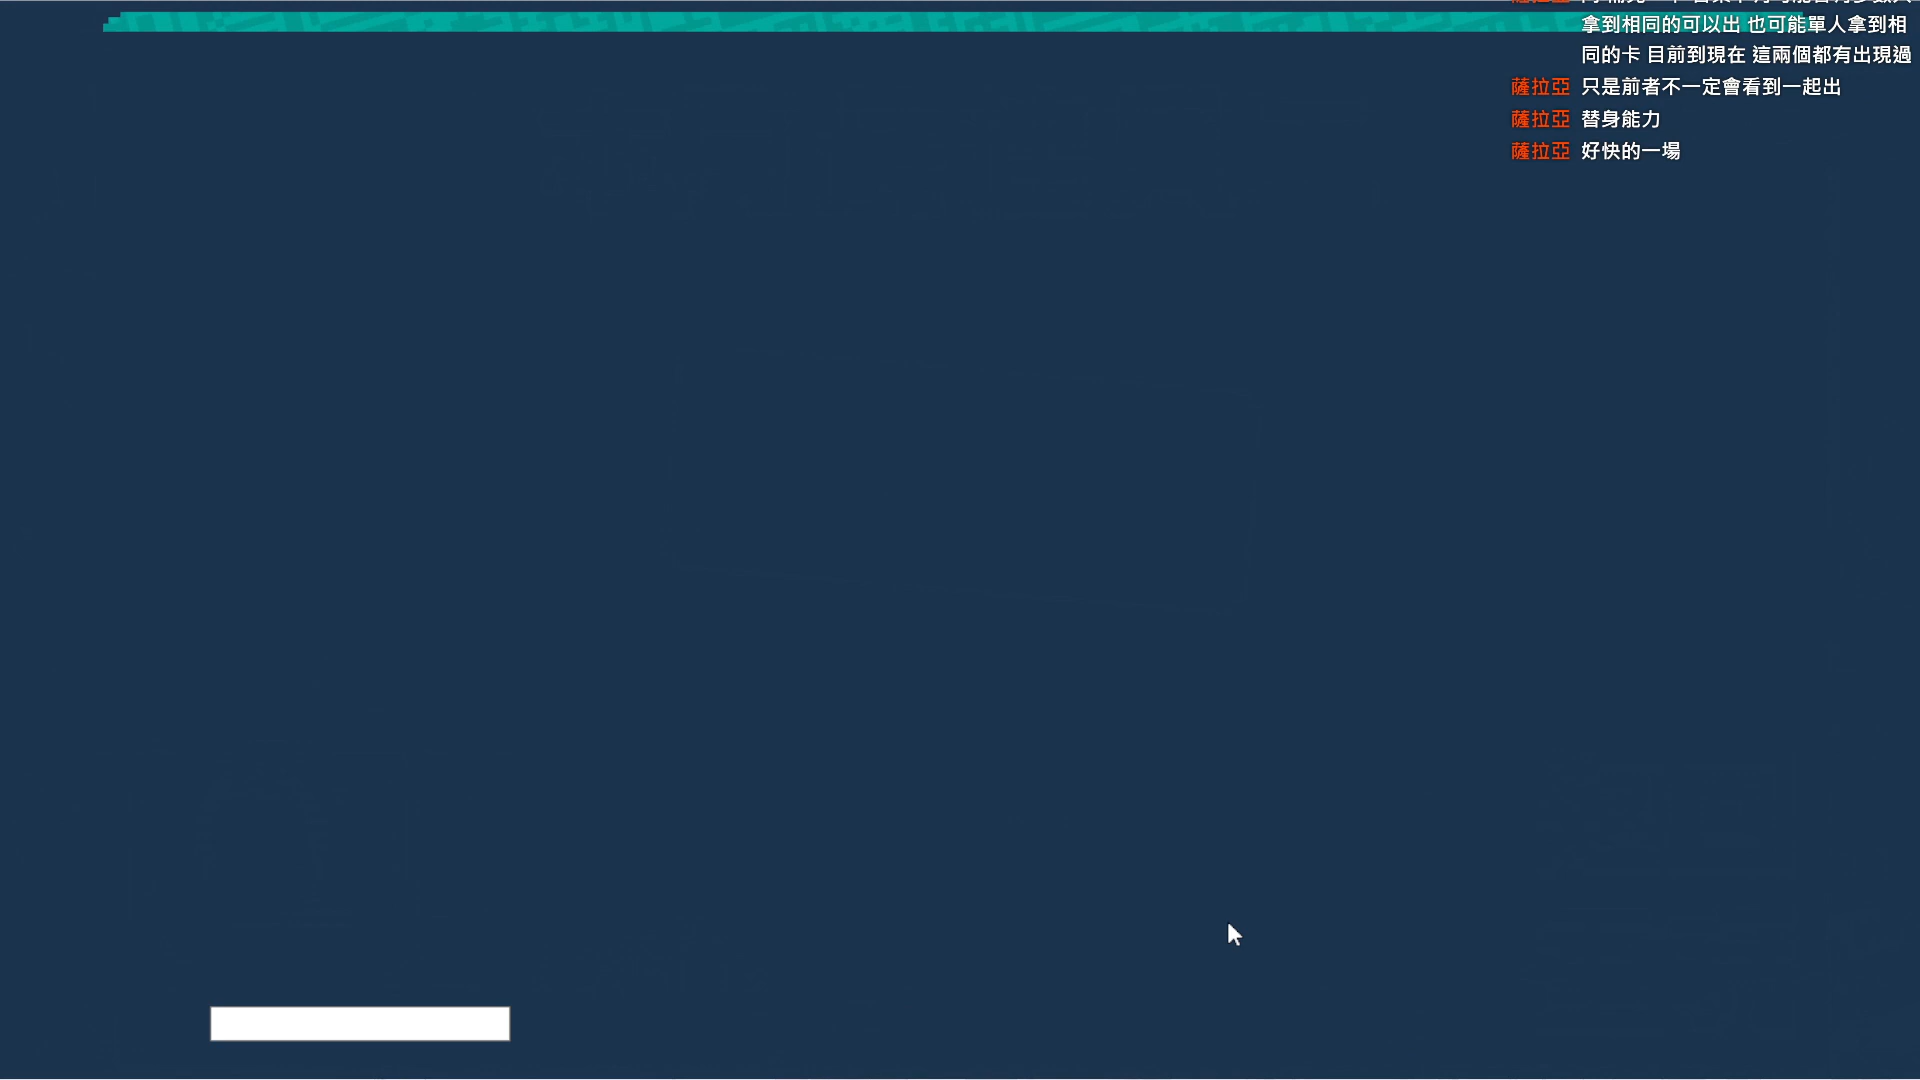 拿到相同的可以出 也可能單人拿到相
同的卡 目前到現在 這兩個都有出現過
薩拉亞 只是前者不一定會看到一起出
薩拉亞 替身能力
薩拉亞 好快的一場